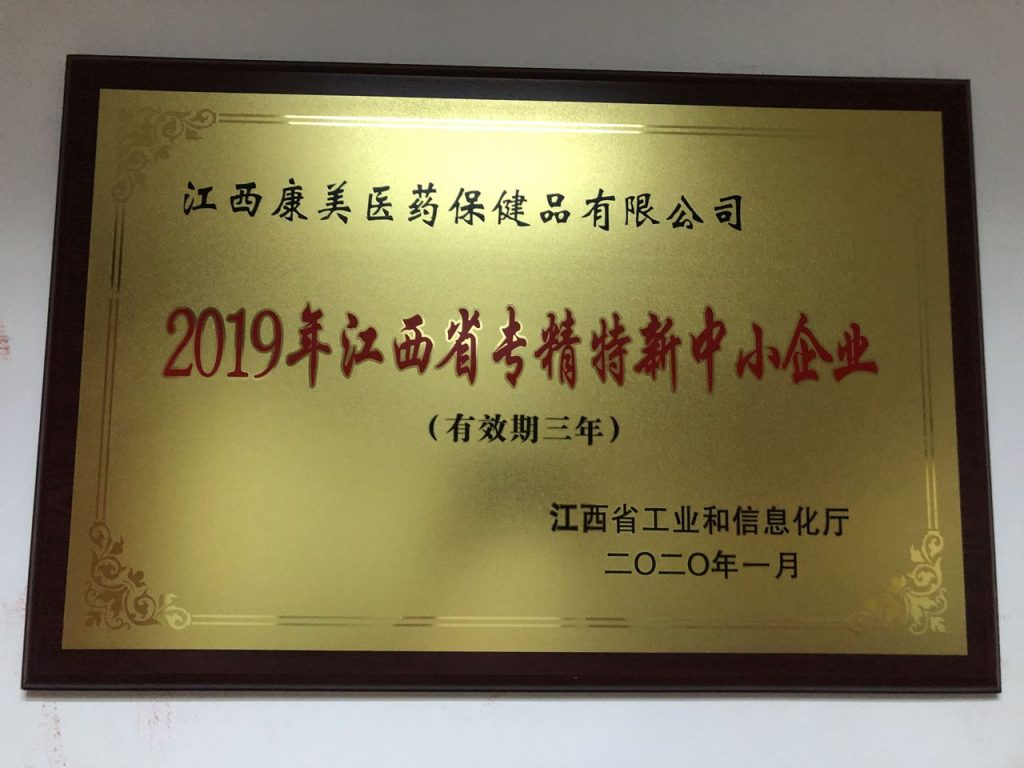 江西康美医药保健品有限公司
2019年江西省专精特新中小企业
（有效期三年）
江西省工业和信息化厅
二〇二〇年一月